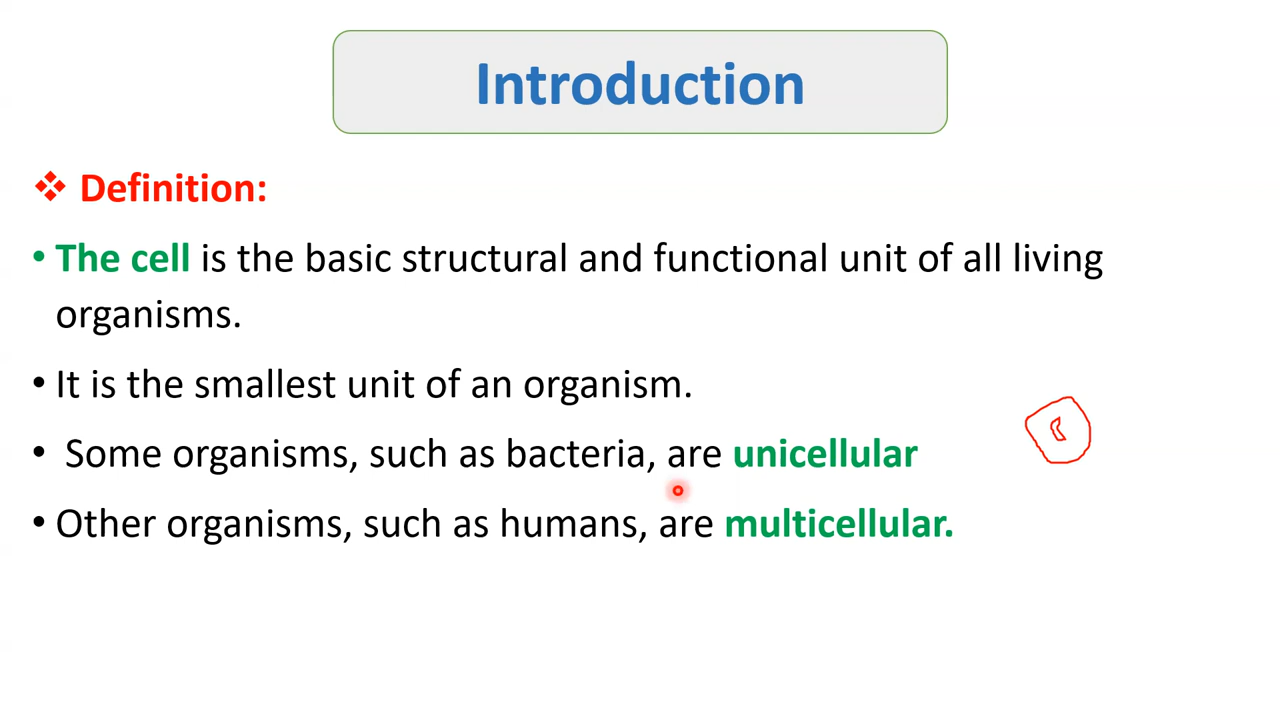 Introduction
❖ Definition:
• The cell is the basic structural and functional unit of all living
organisms.
• It is the smallest unit of an organism.
• Some organisms, such as bacteria, are unicellular
• Other organisms, such as humans, are multicellular.